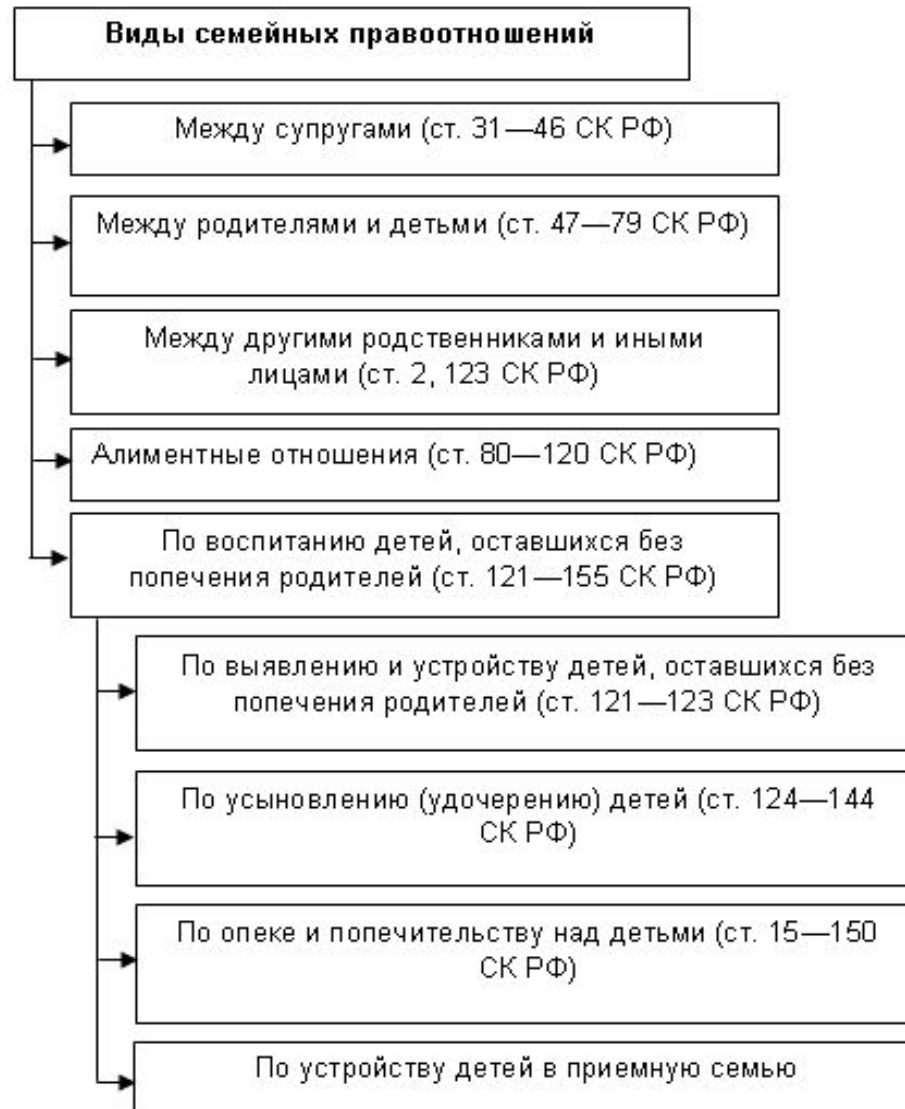 Виды семейных правоотношений
Между супругами (ст. 31—46 СК РФ)
Между родителями и детьми (ст. 47—79 СК РФ)
Между другими родственниками и иными
лицами (ст. 2, 123 СК РФ)
Алиментные отношения (ст. 80—120 СК РФ)
По воспитанию детей, оставшихся без
попечения родителей (ст. 121—155 СК РФ)
По выявлению и устройству детей, оставшихся без
попечения родителей (ст. 121—123 СК РФ)
По усыновлению (удочерению) детей (ст. 124—144
СК РФ)
По опеке и попечительству над детьми (ст. 15—150
СК РФ)
По устройству детей в приемную семью